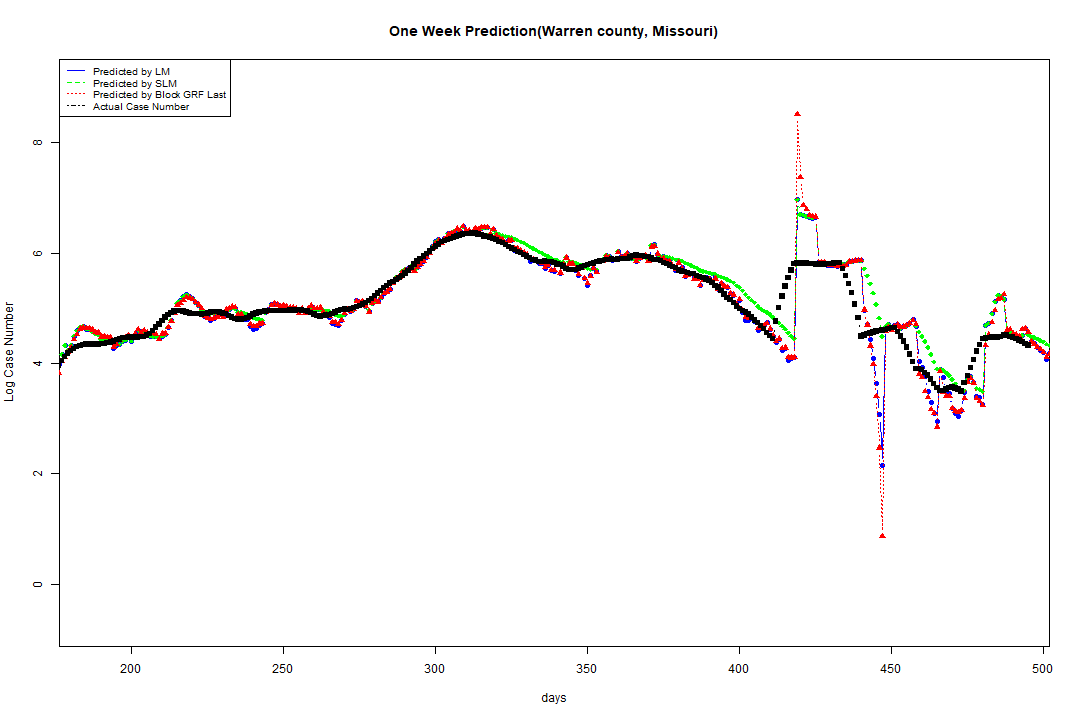 One Week Prediction(Warren county, Missouri)
Predicted by LM
Predicted by SLM
Predicted by Block GRF Last
Actual Case Number
Log Case Number
8
6
4
2
0
200 250 300 350 400 450 500
days